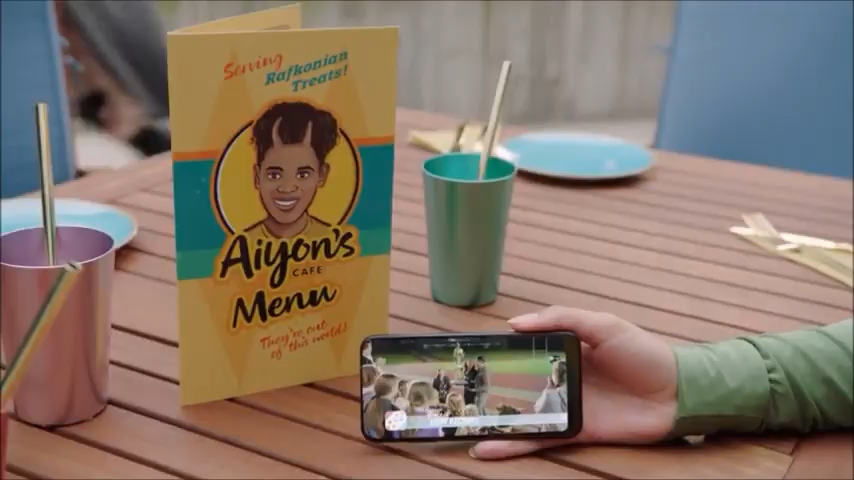 Serving
Rafkonian
Treats!
Aiyon's
CAFE
Menu
They're out
of this world!